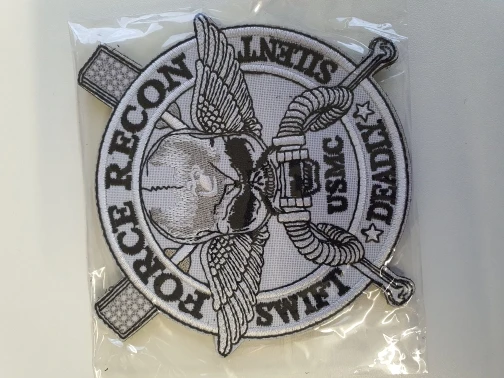 FORCE RECON
SWIFT
SILENT
DEADLY
USMC